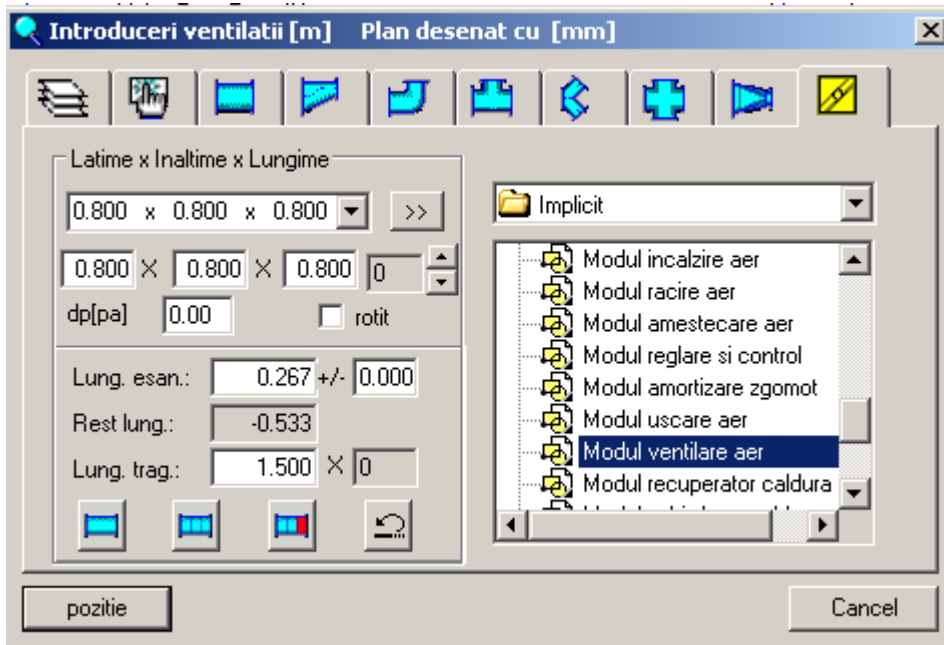 Introduceri ventilatii [m] Plan desenat cu [mm]
Latime x Inaltime x Lungime
0.800 x 0.800 x 0.800
>>
0.800 X 0.800 X 0.800 0
dp[pa] 0.00 rotit
Lung. esan.: 0.267 +/- 0.000
Rest lung.: -0.533
Lung. trag.: 1.500 X 0
Implicit
Modul incalzire aer
Modul racire aer
Modul amestecare aer
Modul reglare si control
Modul amortizare zgomot
Modul uscare aer
Modul ventilare aer
Modul recuperator caldura
pozitie
Cancel